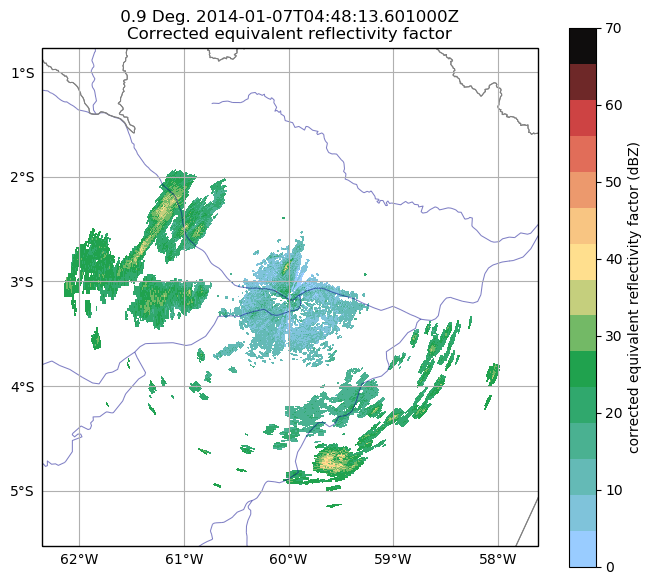 0.9 Deg. 2014-01-07T04:48:13.601000Z
Corrected equivalent reflectivity factor
1°S
2°S
3°S
4°S
5°S
62°W
61°W
60°W
59°W
58°W
70
60
50
40
30
20
10
0
corrected equivalent reflectivity factor (dBZ)